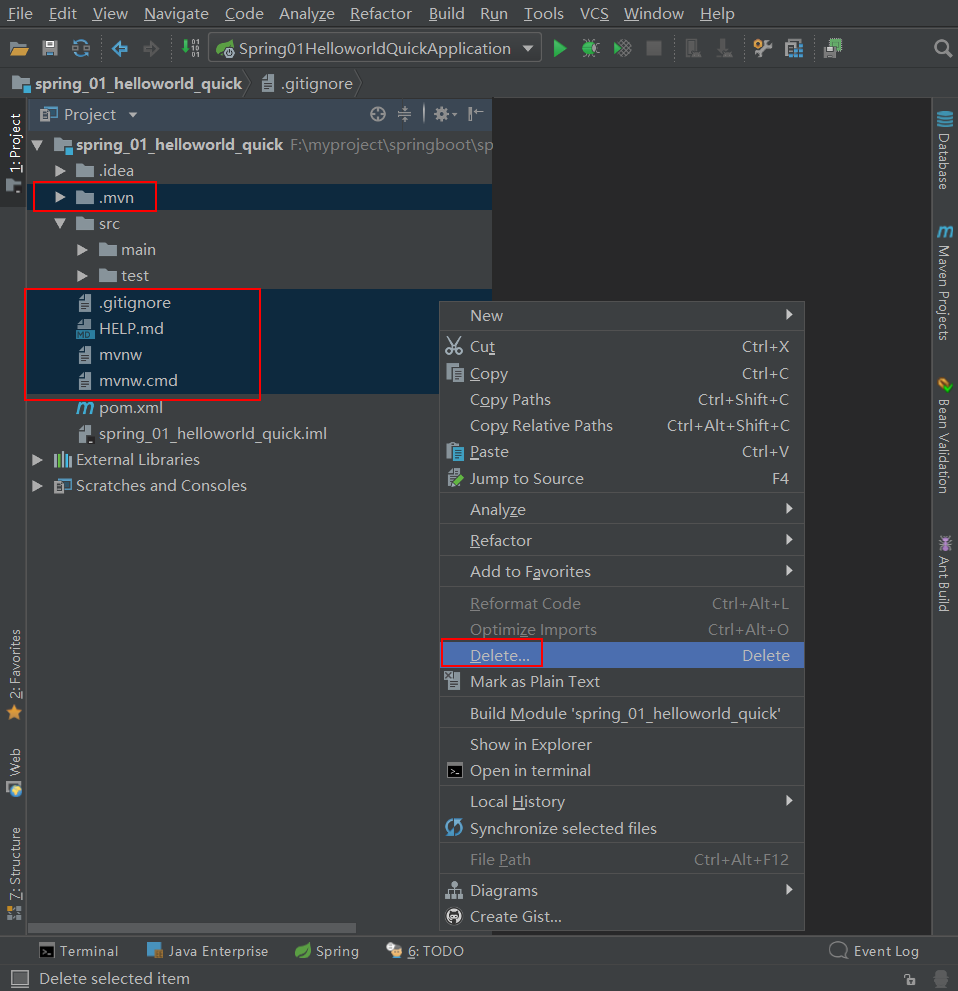 File Edit View Navigate Code Analyze Refactor Build Run Tools VCS Window Help
Spring01HelloworldQuickApplication
spring_01_helloworld_quick .gitignore
1: Project
Project
spring_01_helloworld_quick F:\myproject\springboot\sp
.idea
.mvn
src
main
test
.gitignore
HELP.md
mvnw
mvnw.cmd
pom.xml
spring_01_helloworld_quick.iml
External Libraries
Scratches and Consoles
New
Cut Ctrl+X
Copy Ctrl+C
Copy Paths Ctrl+Shift+C
Copy Relative Paths Ctrl+Alt+Shift+C
Paste Ctrl+V
Jump to Source F4
Analyze
Refactor
Add to Favorites
Reformat Code Ctrl+Alt+L
Optimize Imports Ctrl+Alt+O
Delete... Delete
Mark as Plain Text
Build Module 'spring_01_helloworld_quick'
Show in Explorer
Open in terminal
Local History
Synchronize selected files
File Path Ctrl+Alt+F12
Diagrams
Create Gist...
Database
Maven Projects
Bean Validation
Ant Build
2: Favorites
Web
7: Structure
Terminal Java Enterprise Spring 6: TODO Event Log
Delete selected item